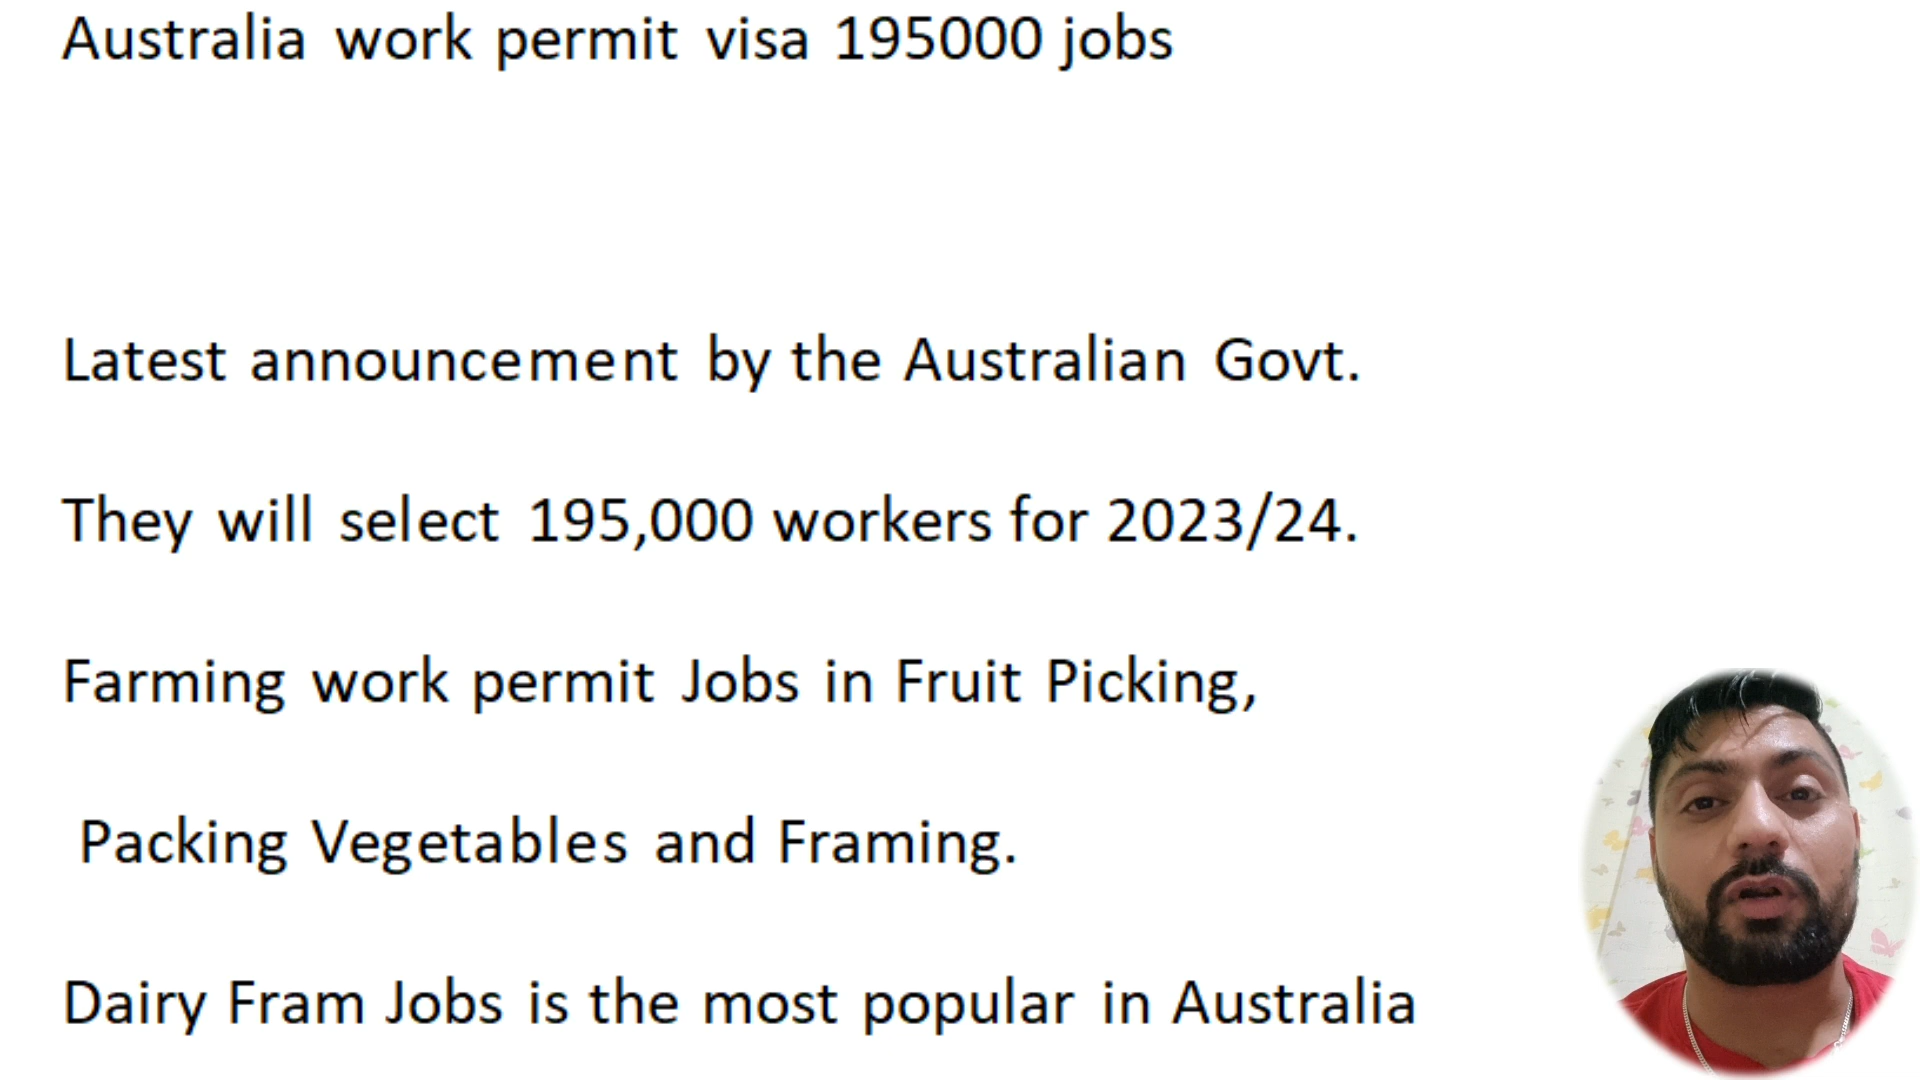 Australia work permit visa 195000 jobs
Latest announcement by the Australian Govt.
They will select 195,000 workers for 2023/24.
Farming work permit Jobs in Fruit Picking,
Packing Vegetables and Framing.
Dairy Fram Jobs is the most popular in Australia